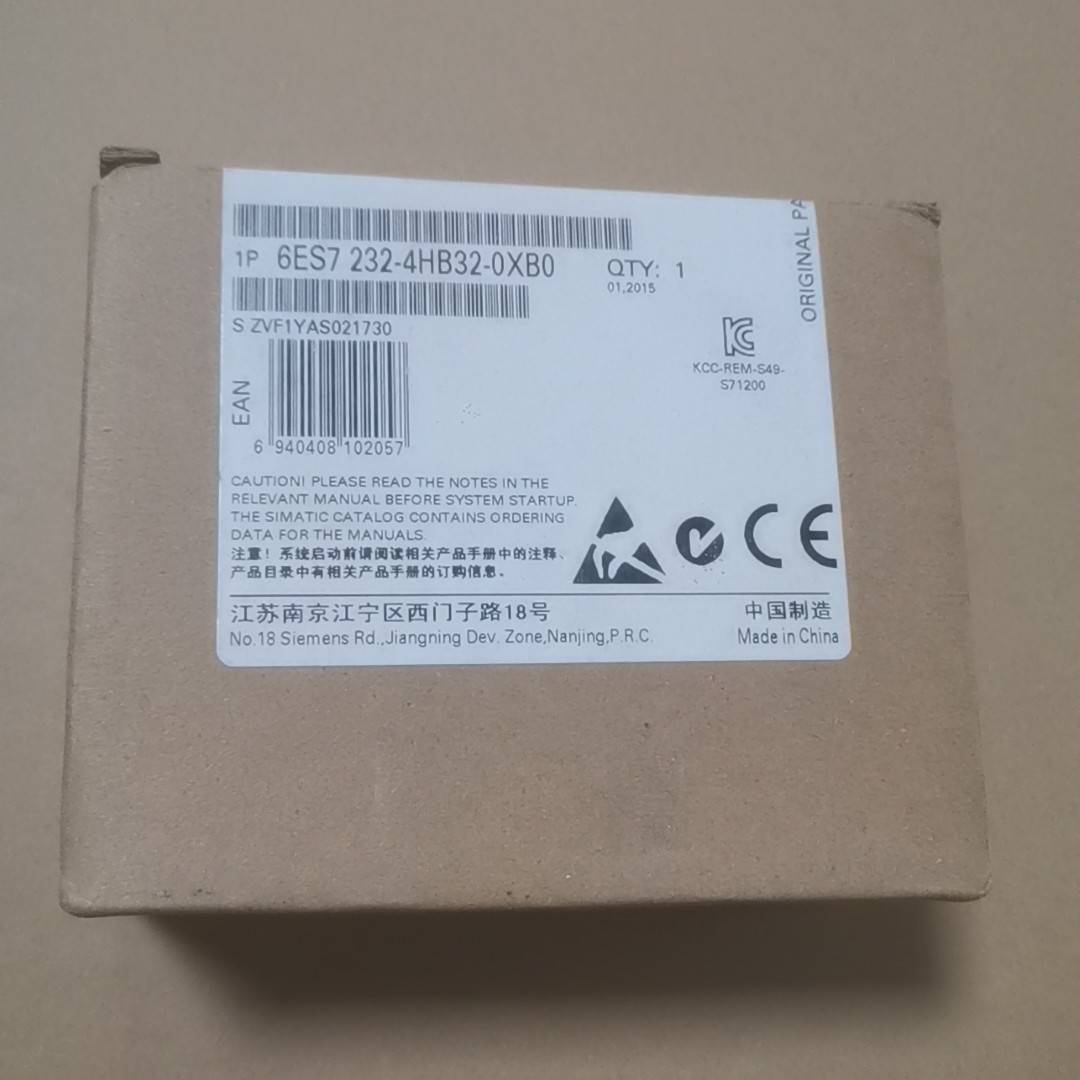 1P 6ES7 232-4HB32-0XB0
QTY: 1
01,2015
S ZVF1YAS021730
EAN
6 940408 102057
KCC-REM-S49-
S71200
ORIGINAL PA
CAUTION! PLEASE READ THE NOTES IN THE
RELEVANT MANUAL BEFORE SYSTEM STARTUP.
THE SIMATIC CATALOG CONTAINS ORDERING
DATA FOR THE MANUALS.
注意！系统启动前请阅读相关产品手册中的注释、
产品目录中有相关产品手册的订购信息。
CE
江苏南京江宁区西门子路18号
中国制造
No.18 Siemens Rd.,Jiangning Dev. Zone,Nanjing,P.R.C.
Made in China